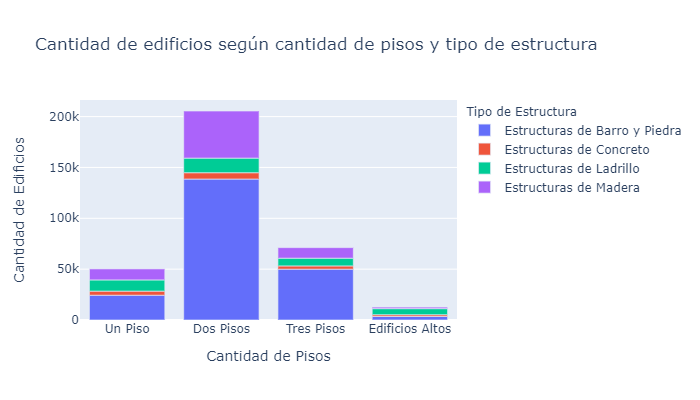 Cantidad de edificios según cantidad de pisos y tipo de estructura
Tipo de Estructura
Estructuras de Barro y Piedra
Estructuras de Concreto
Estructuras de Ladrillo
Estructuras de Madera
Cantidad de Edificios
200k
150k
100k
50k
0
Un Piso
Dos Pisos
Tres Pisos
Edificios Altos
Cantidad de Pisos